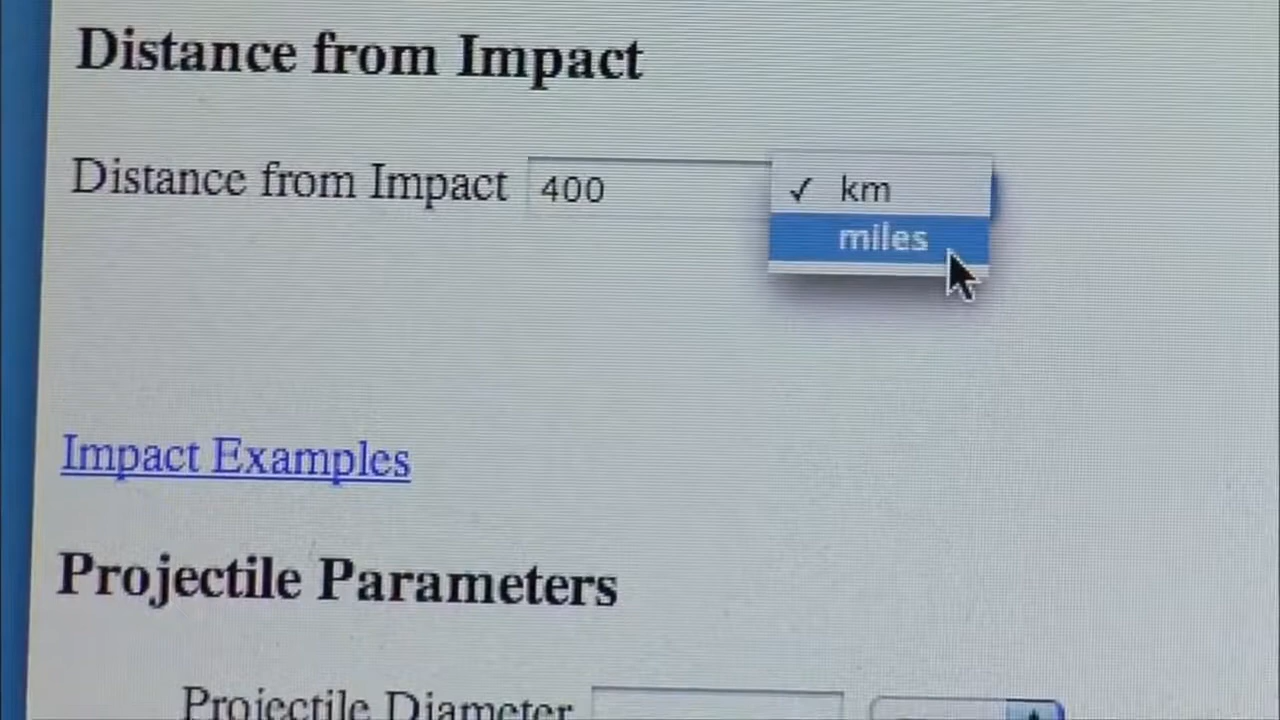 Distance from Impact
Distance from Impact 400 ✓ km
miles
Impact Examples
Projectile Parameters
Projectile Diameter